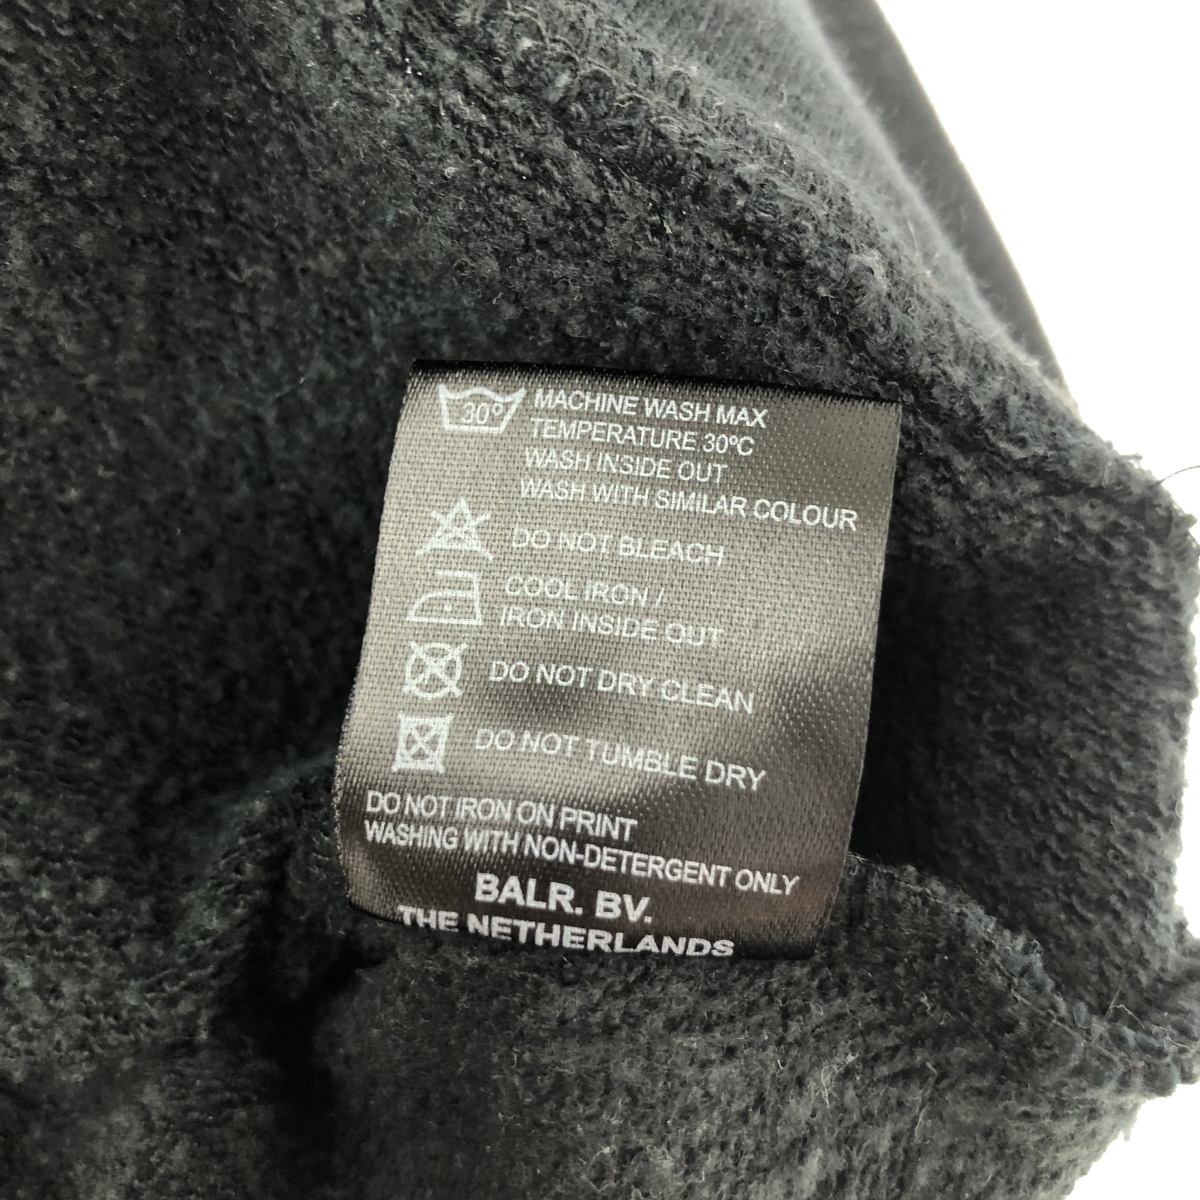 30°
MACHINE WASH MAX
TEMPERATURE 30ºC
WASH INSIDE OUT
WASH WITH SIMILAR COLOUR
DO NOT BLEACH
COOL IRON /
IRON INSIDE OUT
DO NOT DRY CLEAN
DO NOT TUMBLE DRY
DO NOT IRON ON PRINT
WASHING WITH NON-DETERGENT ONLY
BALR. BV.
THE NETHERLANDS